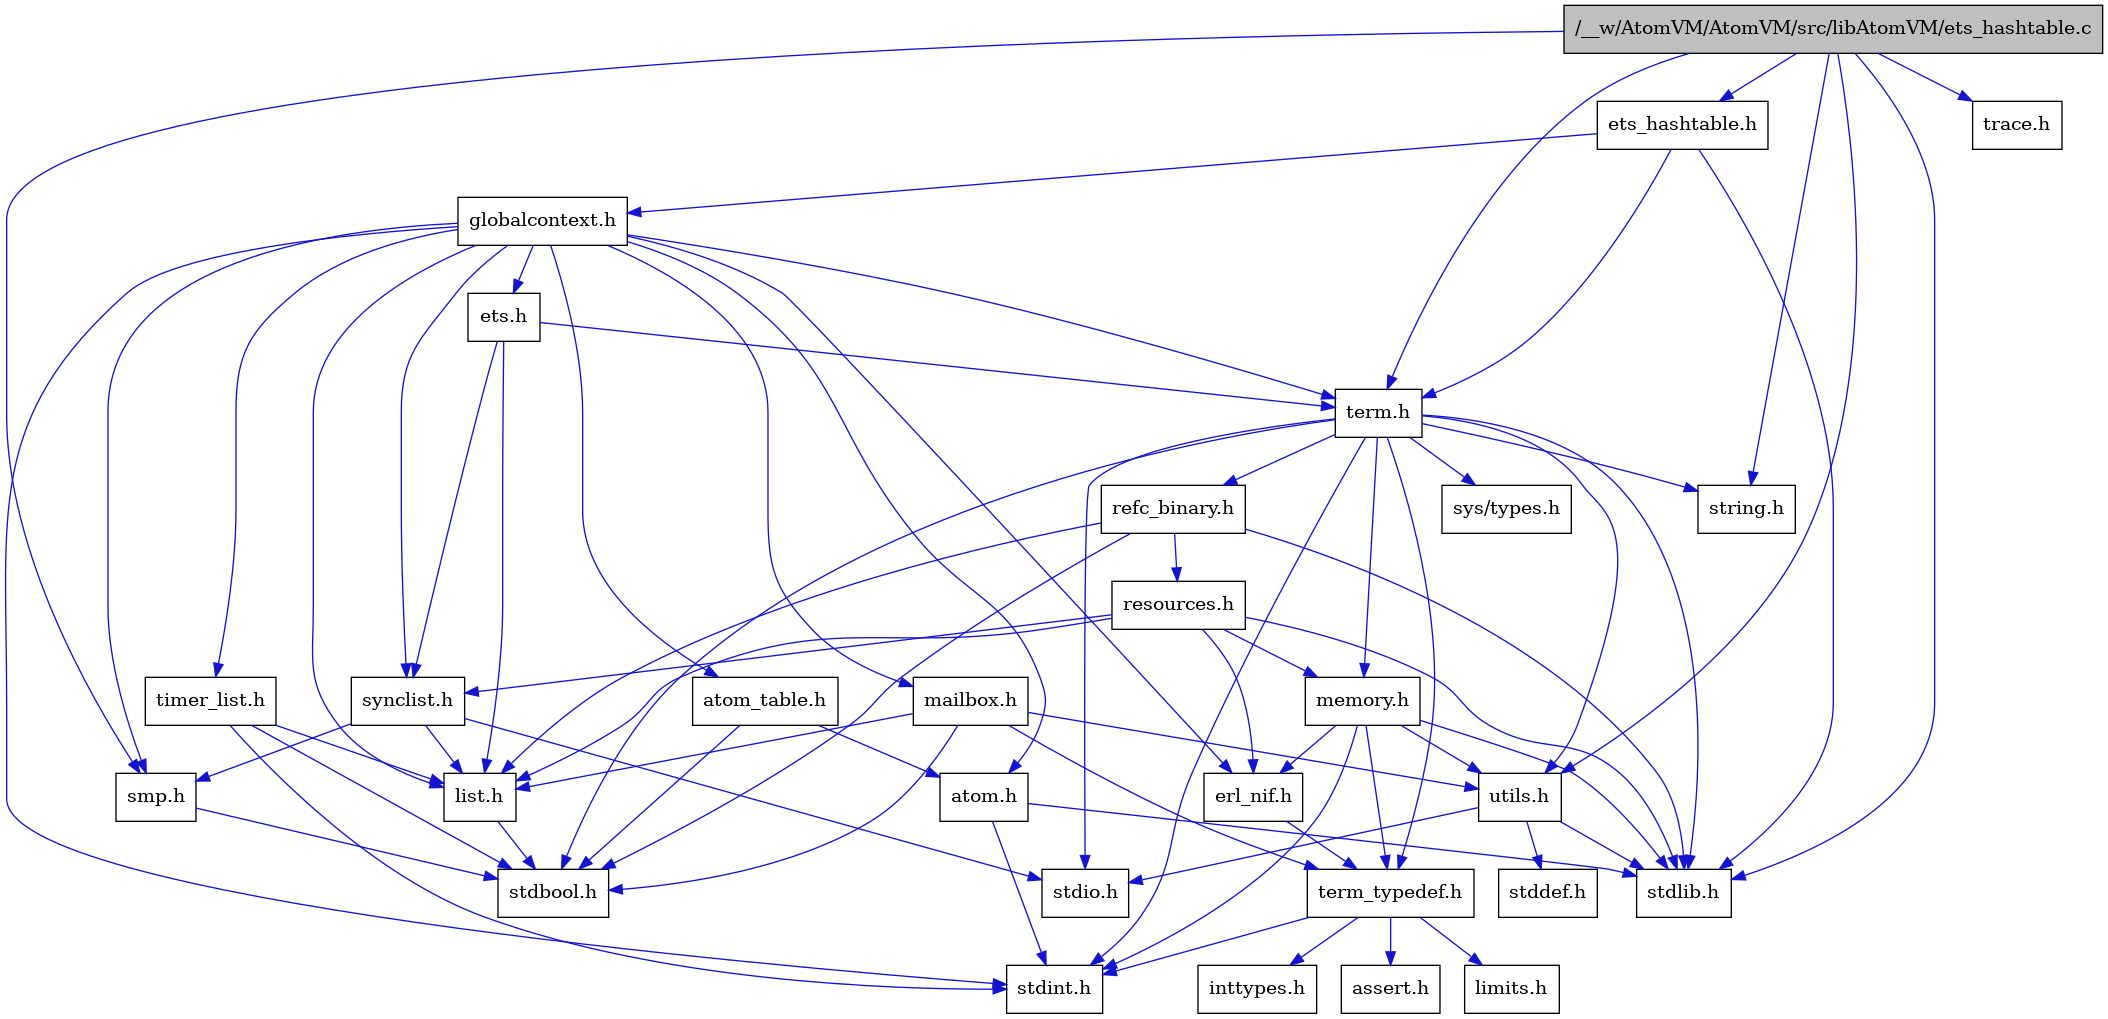 /__w/AtomVM/AtomVM/src/libAtomVM/ets_hashtable.c
ets_hashtable.h
trace.h
globalcontext.h
ets.h
term.h
refc_binary.h
sys/types.h
string.h
resources.h
timer_list.h
synclist.h
atom_table.h
mailbox.h
memory.h
smp.h
list.h
atom.h
erl_nif.h
utils.h
stdbool.h
stdio.h
term_typedef.h
stddef.h
stdlib.h
stdint.h
inttypes.h
assert.h
limits.h